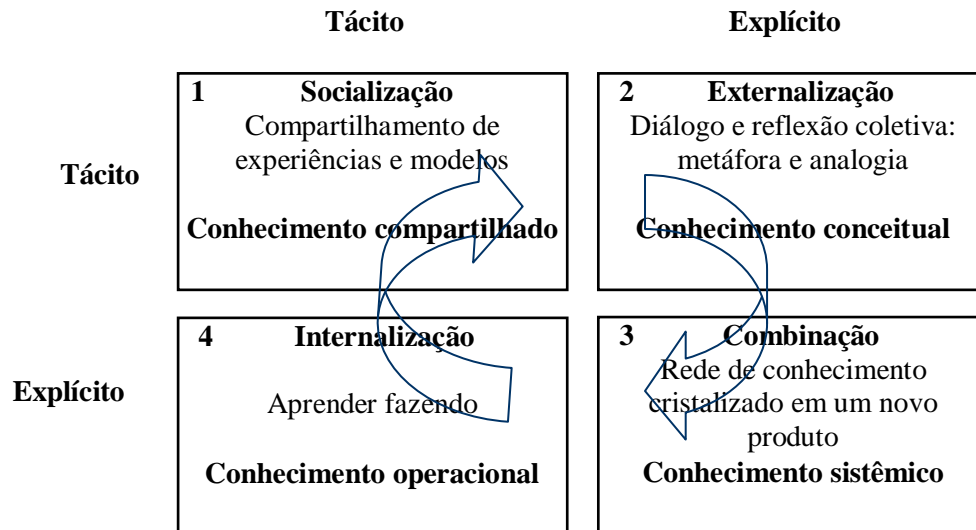 Tácito
Explícito
Tácito
1 Socialização
Compartilhamento de
experiências e modelos
Conhecimento compartilhado
2 Externalização
Diálogo e reflexão coletiva:
metáfora e analogia
Conhecimento conceitual
Explícito
4 Internalização
Aprender fazendo
Conhecimento operacional
3 Combinação
Rede de conhecimento
cristalizado em um novo
produto
Conhecimento sistêmico